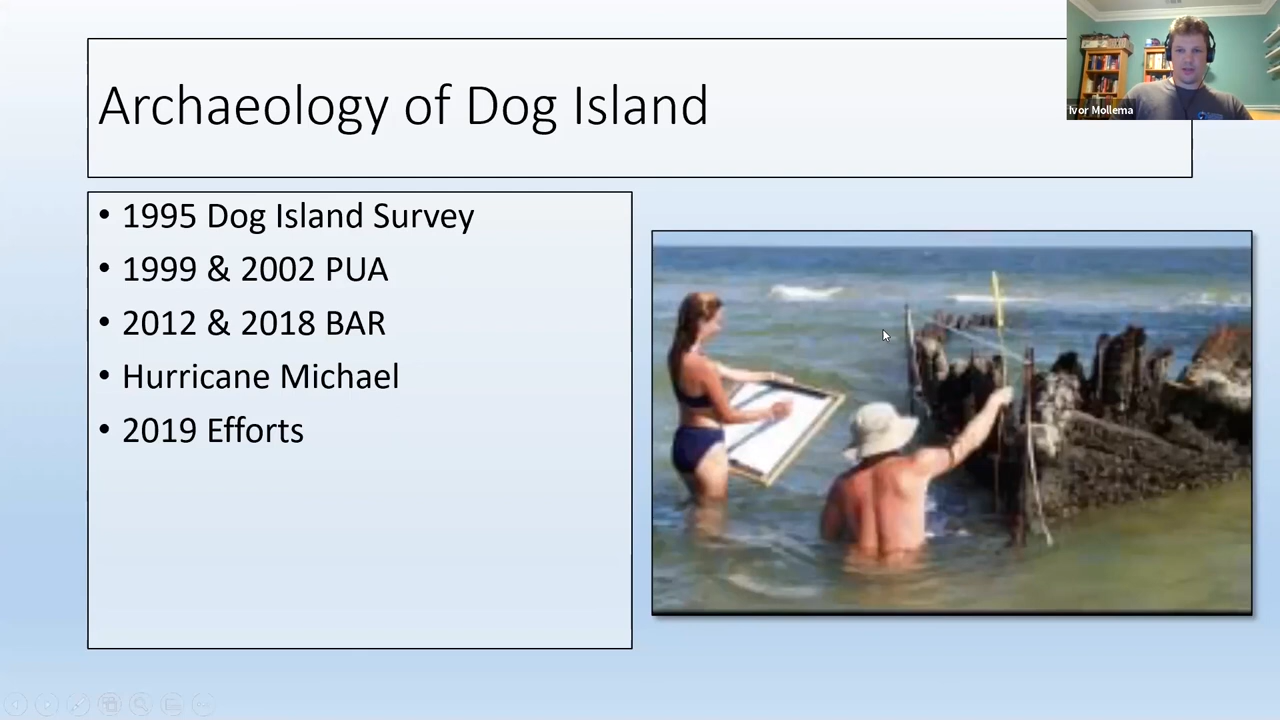 Archaeology of Dog Island
Ivor Mollema
• 1995 Dog Island Survey
• 1999 & 2002 PUA
• 2012 & 2018 BAR
• Hurricane Michael
• 2019 Efforts